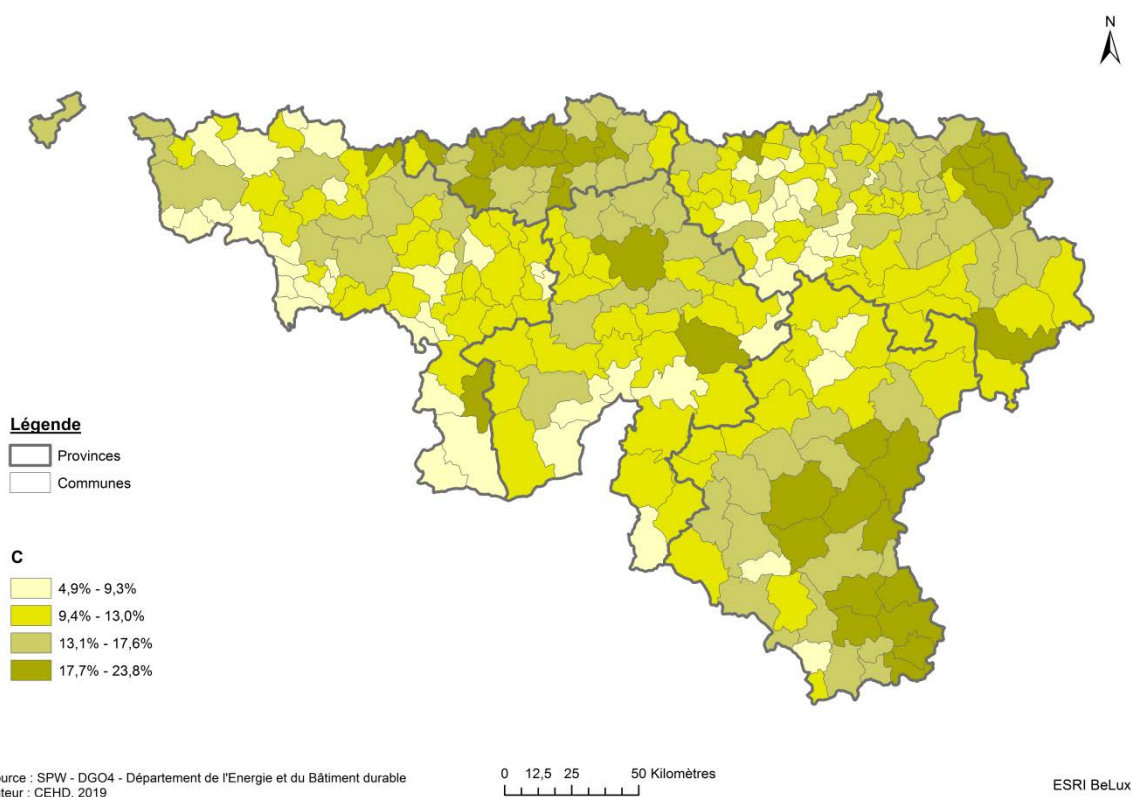 N
Légende
Provinces
Communes
C
4,9% - 9,3%
9,4% - 13,0%
13,1% - 17,6%
17,7% - 23,8%
ource : SPW - DGO4 - Département de l'Energie et du Bâtiment durable
uteur : CEHD, 2019
0 12,5 25 50 Kilomètres
ESRI BeLux